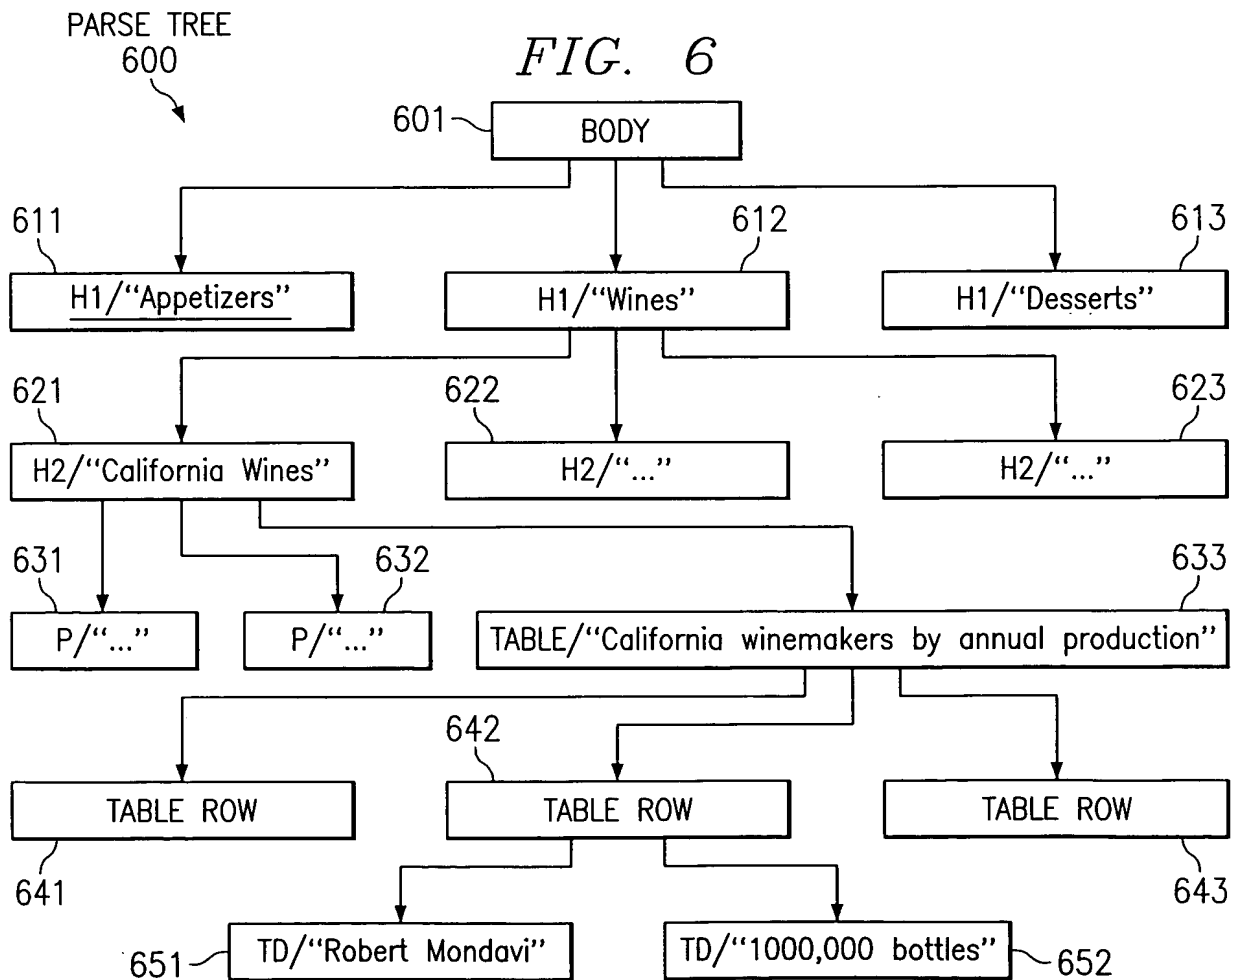 PARSE TREE
600
FIG. 6
601
BODY
611
612
613
H1/“Appetizers”
H1/“Wines”
H1/“Desserts”
621
622
623
H2/“California Wines”
H2/“...”
H2/“...”
631
632
633
P/“...”
P/“...”
TABLE/“California winemakers by annual production”
642
TABLE ROW
TABLE ROW
TABLE ROW
641
643
651
TD/“Robert Mondavi”
TD/“1000,000 bottles”
652